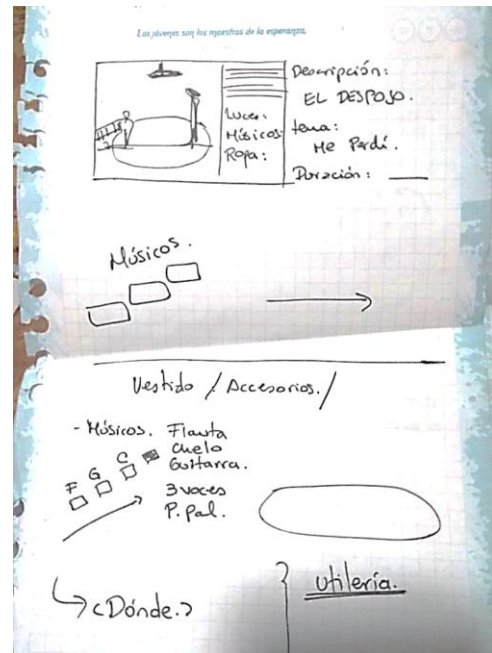 Los jóvenes son los maestros de la esperanza.
Descripción:
EL DESPOJO.
Luces:
Músicos:
Ropa:
tema:
Me Perdí.
Duración:
Músicos.
Vestido / Accesorios. /
- Músicos. Flauta
Chelo
Guitarra.
3 voces
P. Pal.
F G C
¿Dónde.?
Utilería.